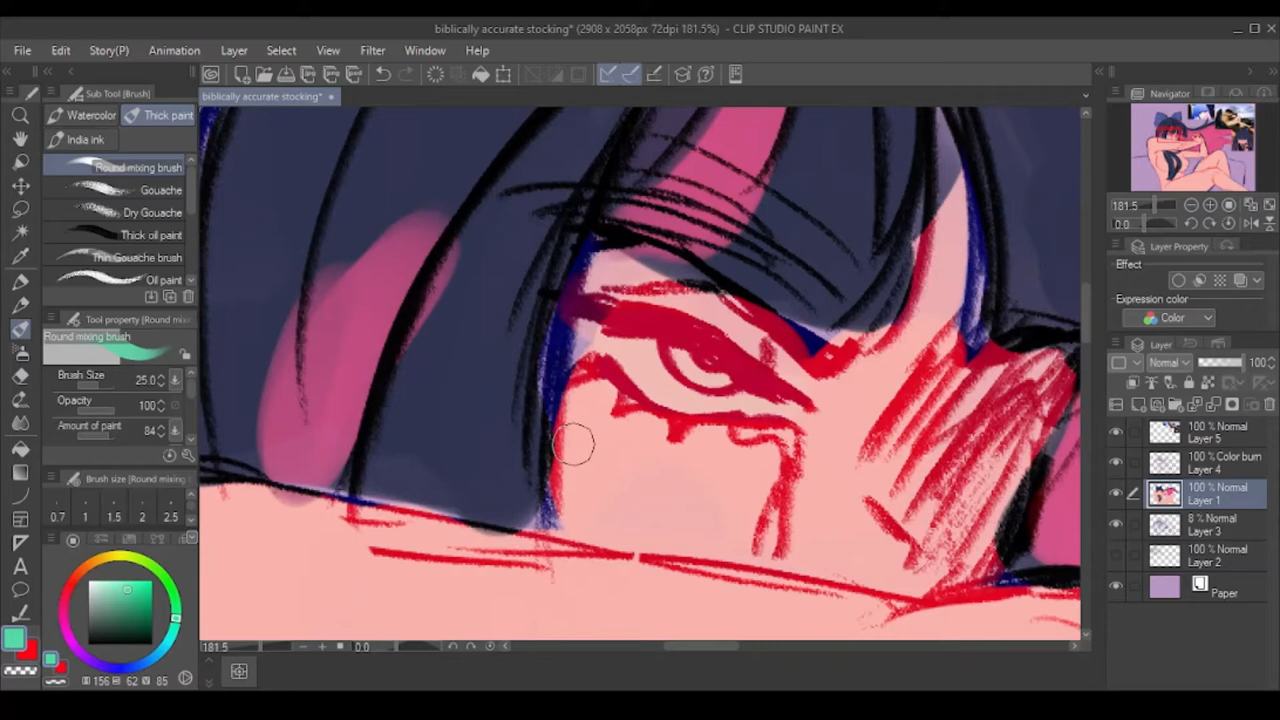 biblically accurate stocking* (2908 x 2058px 72dpi 181.5%) - CLIP STUDIO PAINT EX
File Edit Story(P) Animation Layer Select View Filter Window Help
Sub Tool [Brush]
biblically accurate stocking*
Navigator
Watercolor Thick paint
India ink
Round mixing brush
Gouache
Dry Gouache
Thick oil paint
Thin Gouache brush
Oil paint
181.5
0.0
Layer Property
Effect
Expression color
Color
Tool property [Round mix
Round mixing brush
Brush Size 25.0
Opacity 100
Amount of paint 84
Layer
Normal 100
Brush size [Round mixing
0.7 1 1.5 2 2.5
100 % Normal
Layer 5
100 % Color burn
Layer 4
100 % Normal
Layer 1
8 % Normal
Layer 3
100 % Normal
Layer 2
Paper
181.5 0.0
156 S 62 V 85